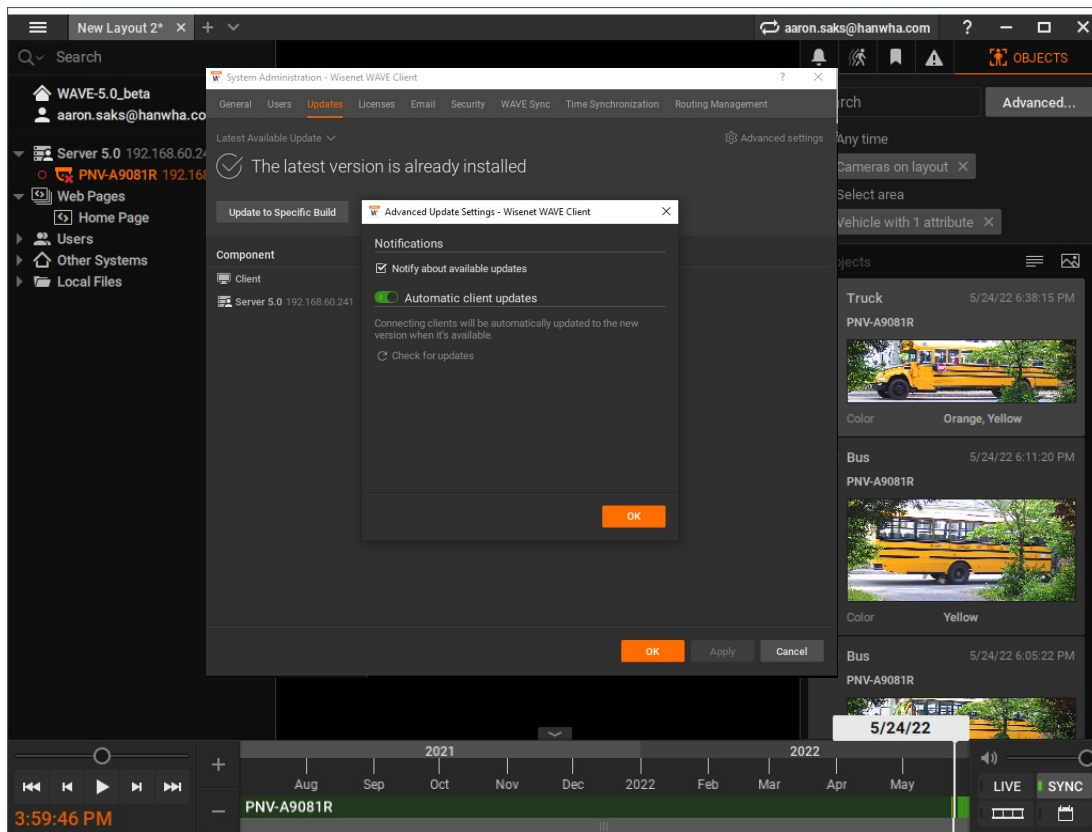 New Layout 2*
aaron.saks@hanwha.com
?
Search
OBJECTS
WAVE-5.0_beta
aaron.saks@hanwha.co
Server 5.0 192.168.60.24
PNV-A9081R 192.168
Web Pages
Home Page
Users
Other Systems
Local Files
System Administration - Wisenet WAVE Client
?
General Users Updates Licenses Email Security WAVE Sync Time Synchronization Routing Management
Latest Available Update
Advanced settings
The latest version is already installed
Update to Specific Build
Component
Client
Server 5.0 192.168.60.241
Advanced Update Settings - Wisenet WAVE Client
Notifications
Notify about available updates
Automatic client updates
Connecting clients will be automatically updated to the new
version when it's available.
Check for updates
OK
OK Apply Cancel
rch
Advanced...
Any time
Cameras on layout
Select area
Vehicle with 1 attribute
jects
Truck 5/24/22 6:38:15 PM
PNV-A9081R
Color Orange, Yellow
Bus 5/24/22 6:11:20 PM
PNV-A9081R
Color Yellow
Bus 5/24/22 6:05:22 PM
PNV-A9081R
5/24/22
2021 2022
Aug Sep Oct Nov Dec 2022 Feb Mar Apr May
PNV-A9081R
3:59:46 PM
LIVE SYNC